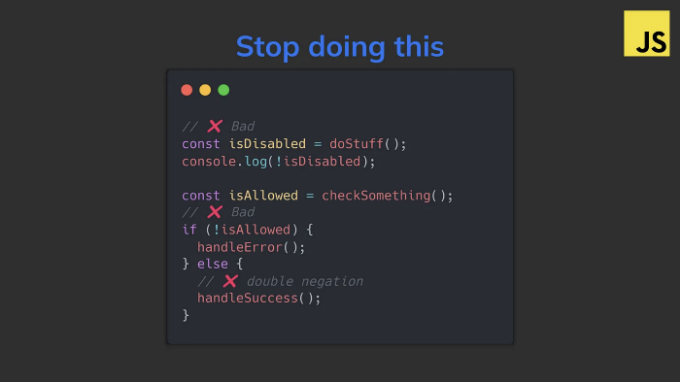 JS
Stop doing this
// ❌ Bad
const isDisabled = doStuff();
console.log(!isDisabled);

const isAllowed = checkSomething();
// ❌ Bad
if (!isAllowed) {
  handleError();
} else {
  // ❌ double negation
  handleSuccess();
}